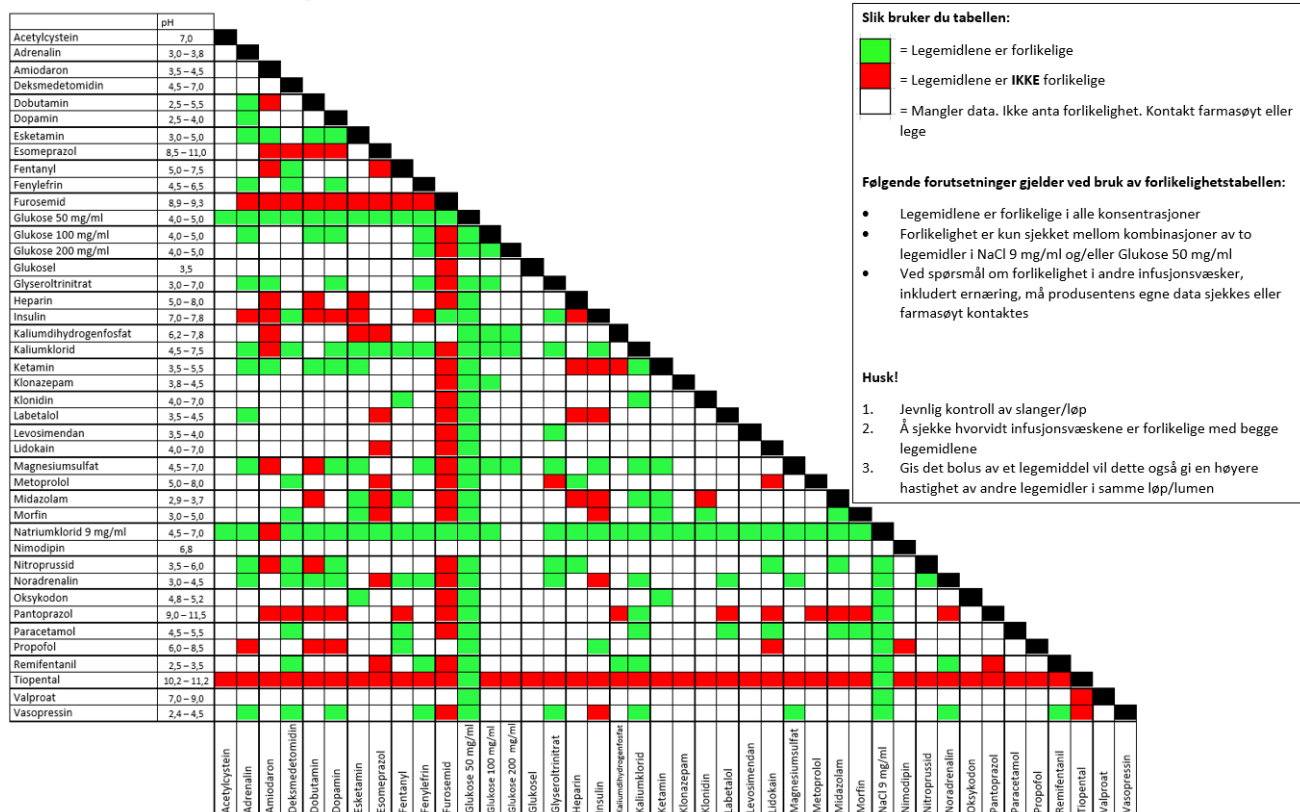 pH
Acetylcystein 7,0
Adrenalin 3,0 – 3,8
Amiodaron 3,5 – 4,5
Deksmedetomidin 4,5 – 7,0
Dobutamin 2,5 – 5,5
Dopamin 2,5 – 4,0
Esketamin 3,0 – 5,0
Esomeprazol 8,5 – 11,0
Fentanyl 5,0 – 7,5
Fenylefrin 4,5 – 6,5
Furosemid 8,9 – 9,3
Glukose 50 mg/ml 4,0 – 5,0
Glukose 100 mg/ml 4,0 – 5,0
Glukose 200 mg/ml 4,0 – 5,0
Glukosel 3,5
Glyseroltrinitrat 3,0 – 7,0
Heparin 5,0 – 8,0
Insulin 7,0 – 7,8
Kaliumdihydrogenfosfat 6,2 – 7,8
Kaliumklorid 4,5 – 7,5
Ketamin 3,5 – 5,5
Klonazepam 3,8 – 4,5
Klonidin 4,0 – 7,0
Labetalol 3,5 – 4,5
Levosimendan 3,5 – 4,0
Lidokain 4,0 – 7,0
Magnesiumsulfat 4,5 – 7,0
Metoprolol 5,0 – 8,0
Midazolam 2,9 – 3,7
Morfin 3,0 – 5,0
Natriumklorid 9 mg/ml 4,5 – 7,0
Nimodipin 6,8
Nitroprussid 3,5 – 6,0
Noradrenalin 3,0 – 4,5
Oksykodon 4,8 – 5,2
Pantoprazol 9,0 – 11,5
Paracetamol 4,5 – 5,5
Propofol 6,0 – 8,5
Remifentanil 2,5 – 3,5
Tiopental 10,2 – 11,2
Valproat 7,0 – 9,0
Vasopressin 2,4 – 4,5
Acetylcystein
Adrenalin
Amiodaron
Deksmedetomidin
Dobutamin
Dopamin
Esketamin
Esomeprazol
Fentanyl
Fenylefrin
Furosemid
Glukose 50 mg/ml
Glukose 100 mg/ml
Glukose 200 mg/ml
Glukosel
Glyseroltrinitrat
Heparin
Insulin
Kaliumdihydrogenfosfat
Kaliumklorid
Ketamin
Klonazepam
Klonidin
Labetalol
Levosimendan
Lidokain
Magnesiumsulfat
Metoprolol
Midazolam
Morfin
NaCl 9 mg/ml
Nimodipin
Nitroprussid
Noradrenalin
Oksykodon
Pantoprazol
Paracetamol
Propofol
Remifentanil
Tiopental
Valproat
Vasopressin
Slik bruker du tabellen:
= Legemidlene er forlikelige
= Legemidlene er IKKE forlikelige
= Mangler data. Ikke anta forlikelighet. Kontakt farmasøyt eller
lege
Følgende forutsetninger gjelder ved bruk av forlikelighetstabellen:
• Legemidlene er forlikelige i alle konsentrasjoner
• Forlikelighet er kun sjekket mellom kombinasjoner av to
legemidler i NaCl 9 mg/ml og/eller Glukose 50 mg/ml
• Ved spørsmål om forlikelighet i andre infusjonsvæsker,
inkludert ernæring, må produsentens egne data sjekkes eller
farmasøyt kontaktes
Husk!
1. Jevnlig kontroll av slanger/løp
2. Å sjekke hvorvidt infusjonsvæskene er forlikelige med begge
legemidlene
3. Gis det bolus av et legemiddel vil dette også gi en høyere
hastighet av andre legemidler i samme løp/lumen